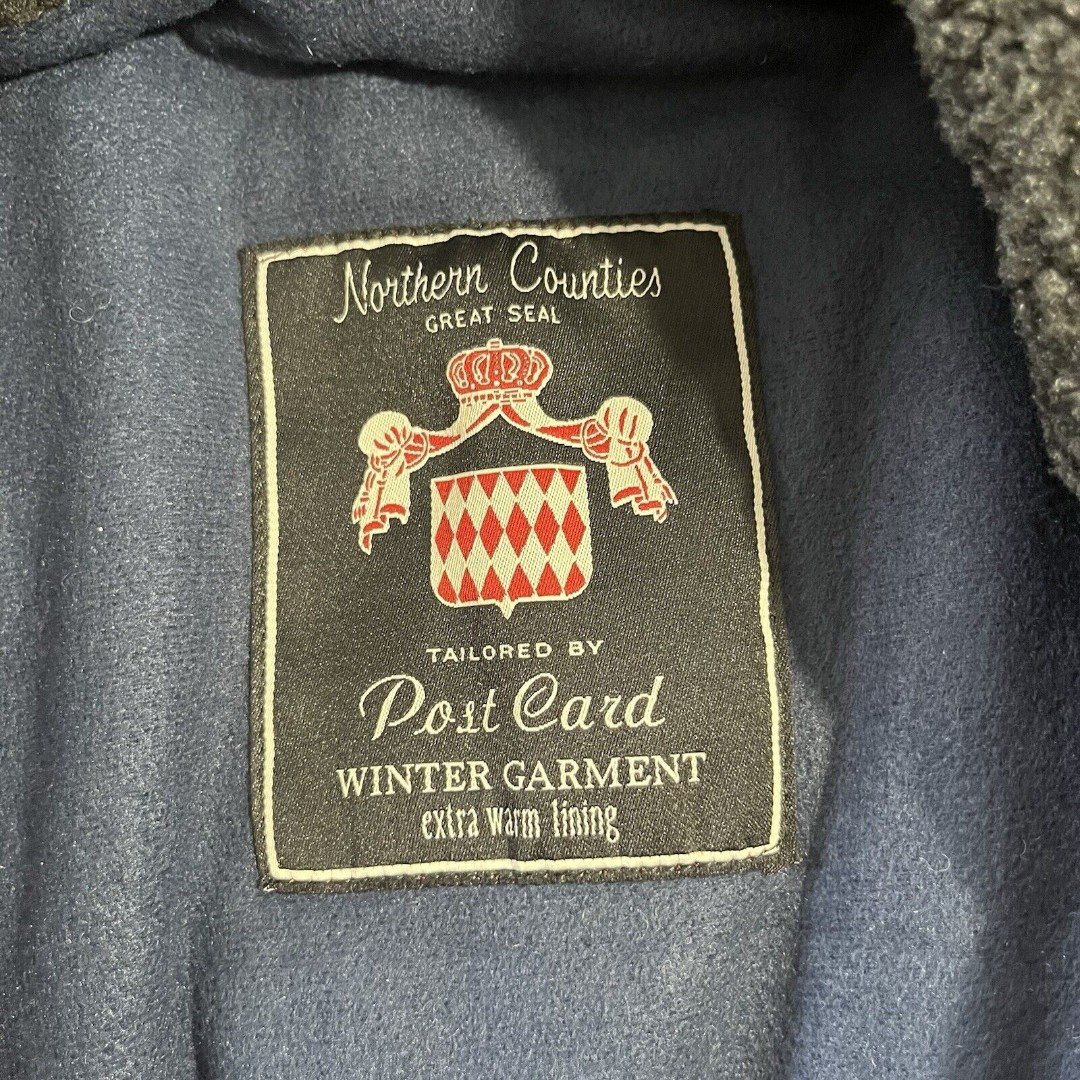 Northern Counties
GREAT SEAL
TAILORED BY
Post Card
WINTER GARMENT
extra warm lining